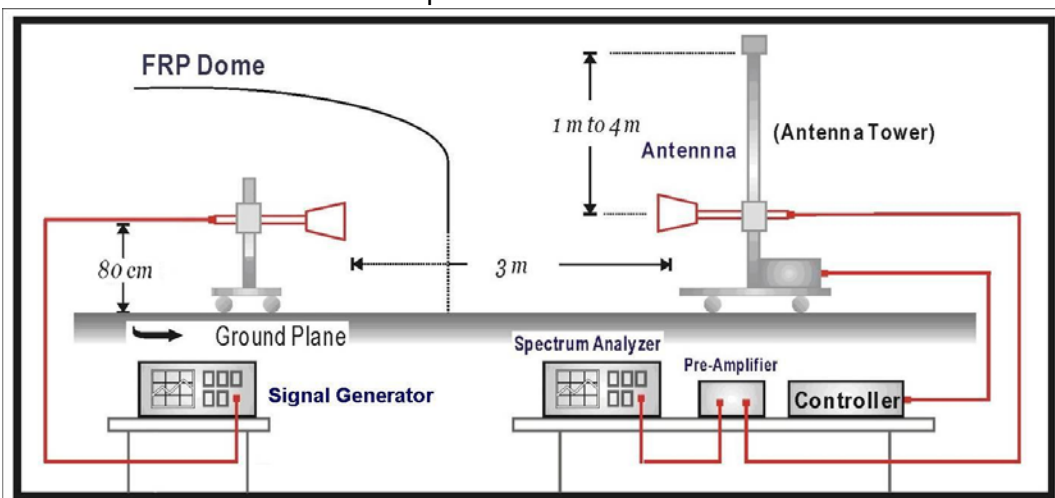 FRP Dome
1 m to 4 m
(Antenna Tower)
Antennna
80 cm
3 m
Ground Plane
Spectrum Analyzer
Pre-Amplifier
Signal Generator
Controller